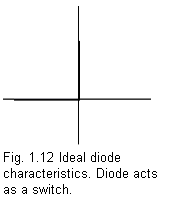 Fig. 1.12 Ideal diode
characteristics. Diode acts
as a switch.